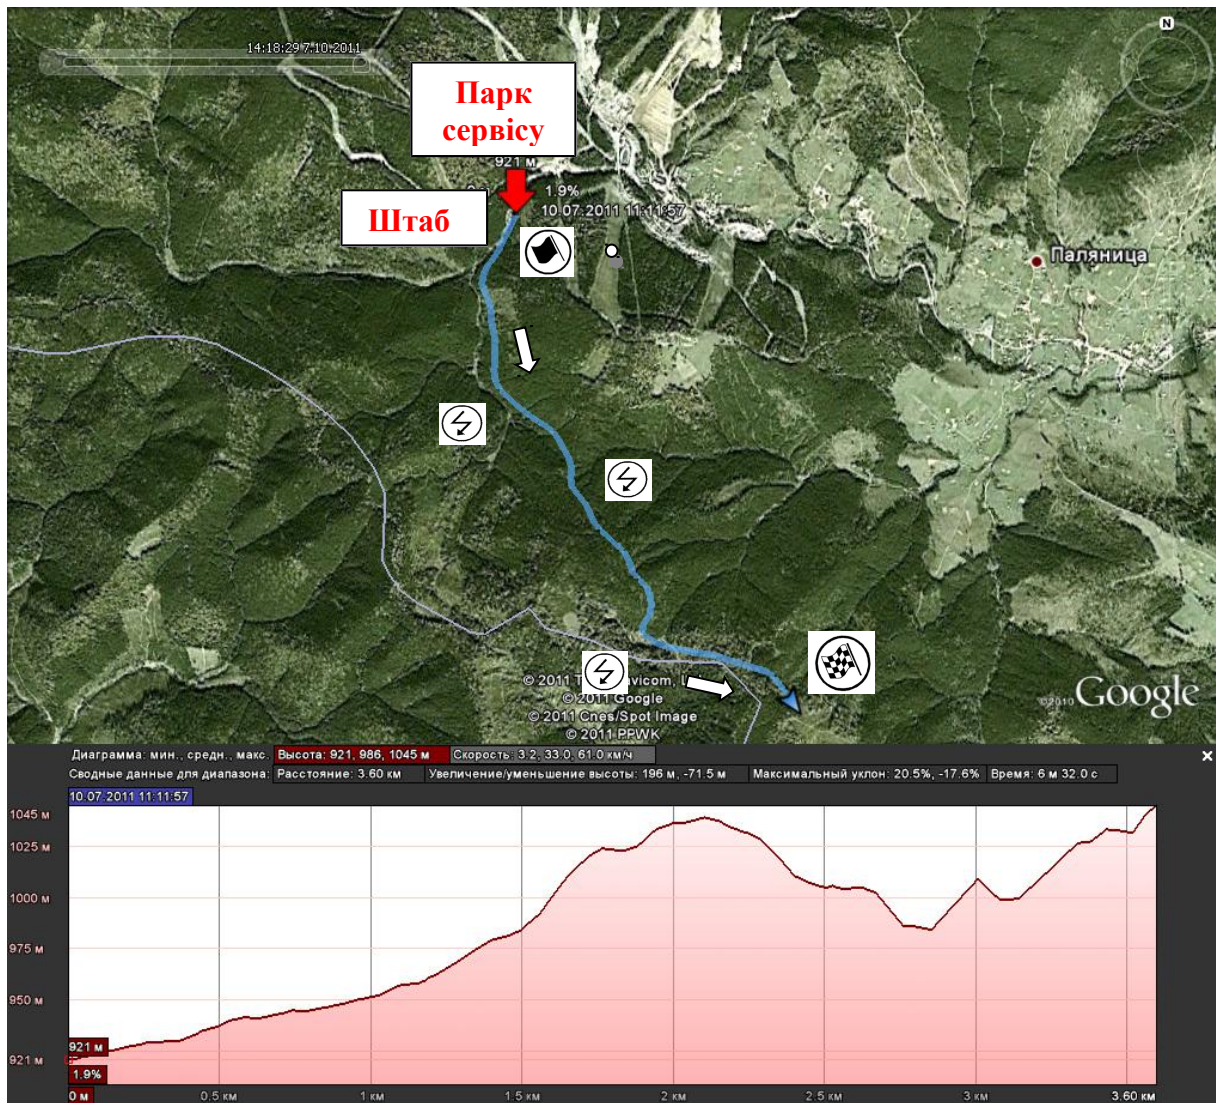 14:18:29 7.10.2011
N
Парк
сервісу
921 м
1.9%
10.07.2011 11:11:57
Штаб
Паляниця
© 2011 Google
© 2011 Cnes/Spot Image
© 2011 PPWK
©2010 Google
Диаграмма: мин., средн., макс. Высота: 921, 986, 1045 м Скорость: 3.2, 33.0, 61.0 км/ч
Сводные данные для диапазона: Расстояние: 3.60 км Увеличение/уменьшение высоты: 196 м, -71.5 м Максимальный уклон: 20.5%, -17.6% Время: 6 м 32.0 с
10.07.2011 11:11:57
1045 м
1025 м
1000 м
975 м
950 м
921 м
921 м
1.9%
0 м 0.5 км 1 км 1.5 км 2 км 2.5 км 3 км 3.60 км